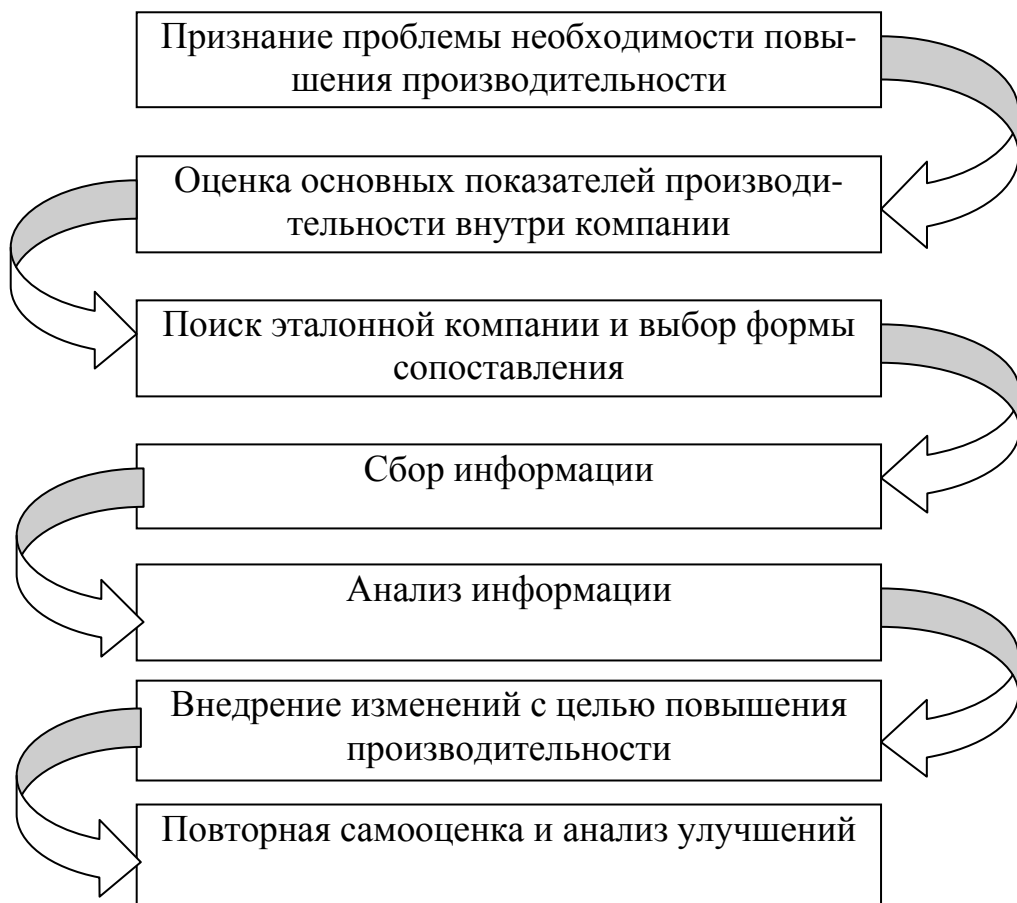 Признание проблемы необходимости повы-
шения производительности
Оценка основных показателей производи-
тельности внутри компании
Поиск эталонной компании и выбор формы
сопоставления
Сбор информации
Анализ информации
Внедрение изменений с целью повышения
производительности
Повторная самооценка и анализ улучшений